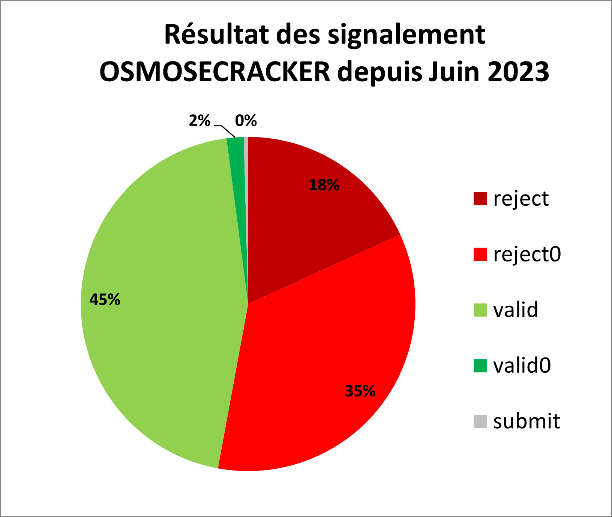 Résultat des signalement
OSMOSECRACKER depuis Juin 2023
2%
0%
18%
45%
35%
reject
reject0
valid
valid0
submit